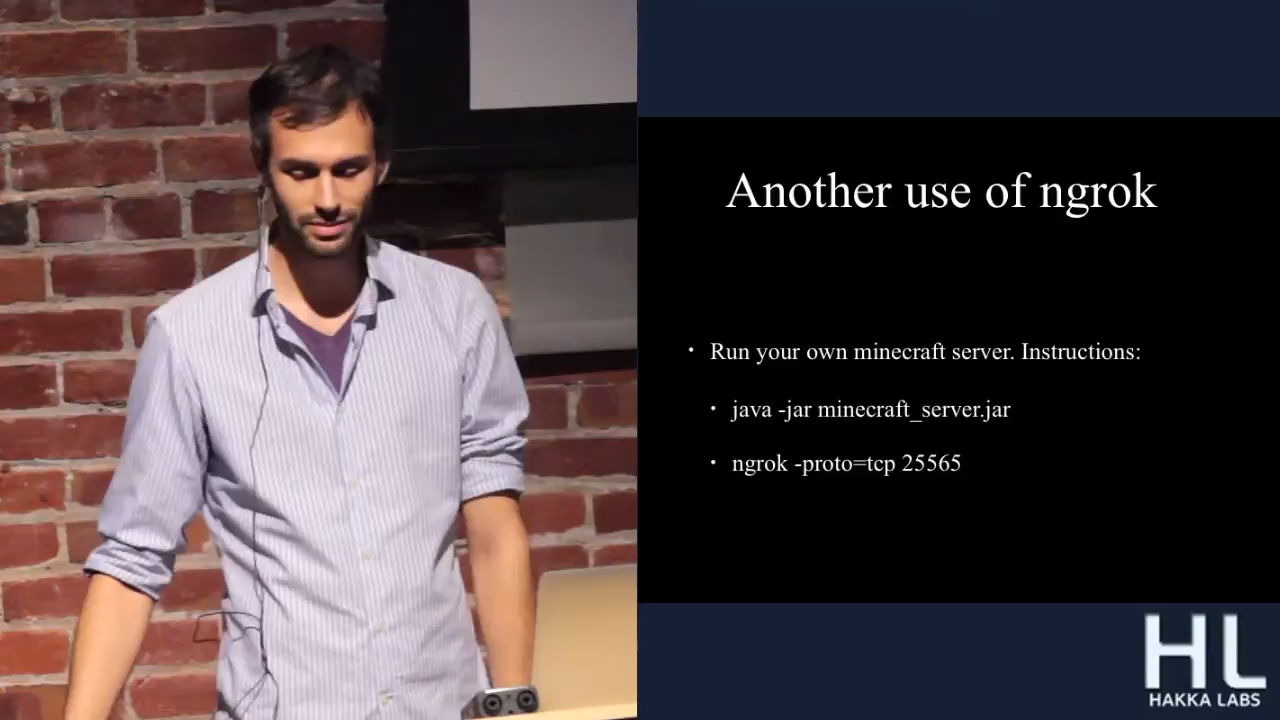 Another use of ngrok
• Run your own minecraft server. Instructions:
• java -jar minecraft_server.jar
• ngrok -proto=tcp 25565
HL
HAKKA LABS